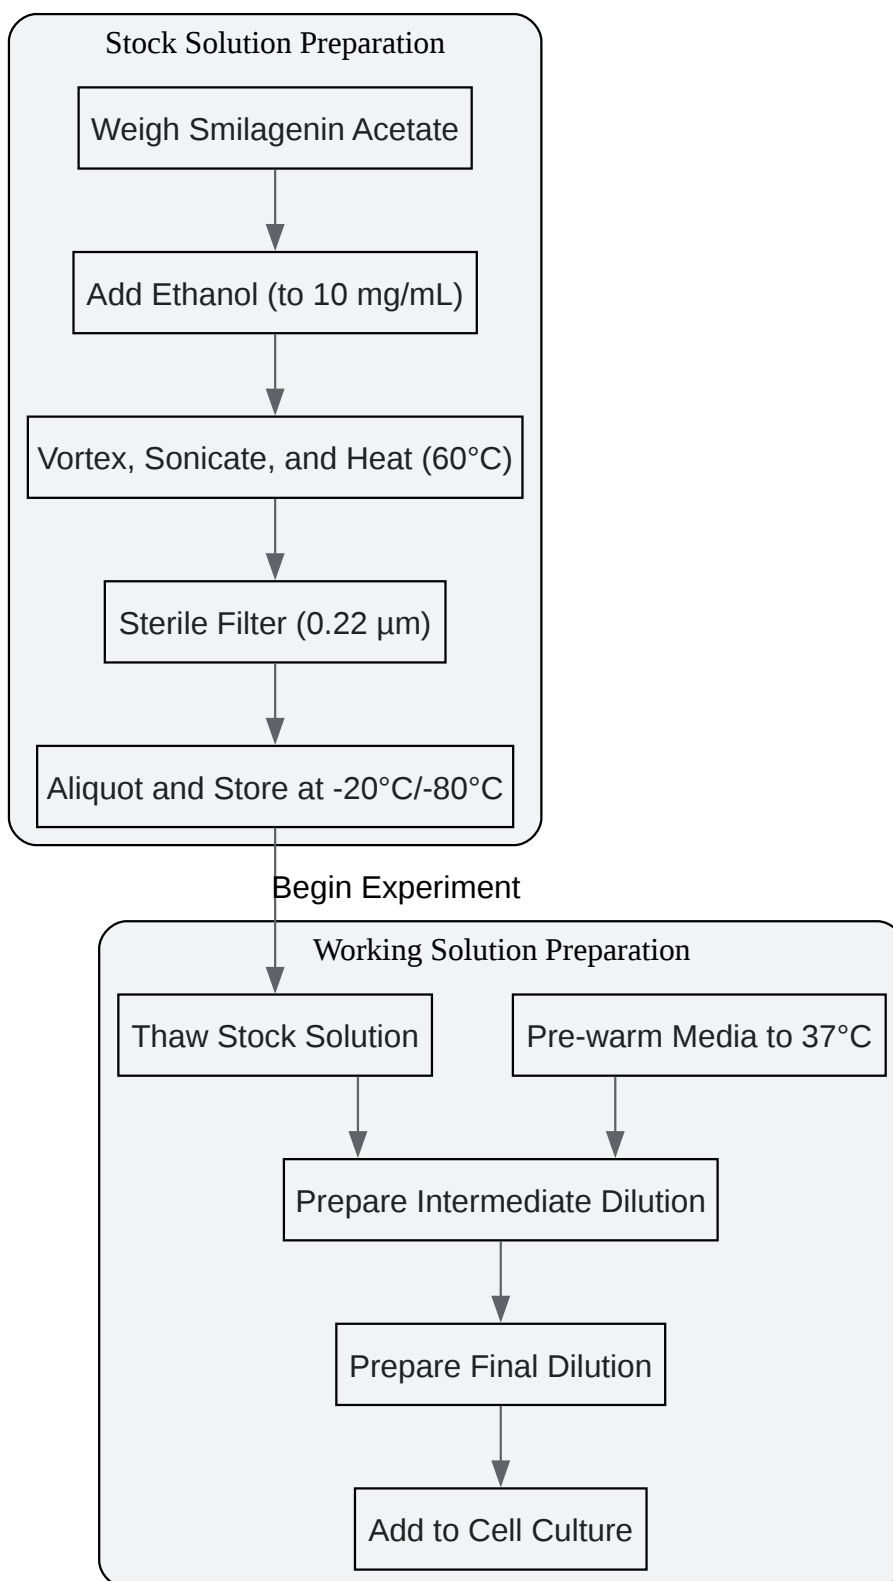 Stock Solution Preparation
Weigh Smilagenin Acetate
Add Ethanol (to 10 mg/mL)
Vortex, Sonicate, and Heat (60°C)
Sterile Filter (0.22 µm)
Aliquot and Store at -20°C/-80°C
Begin Experiment
Working Solution Preparation
Thaw Stock Solution
Pre-warm Media to 37°C
Prepare Intermediate Dilution
Prepare Final Dilution
Add to Cell Culture